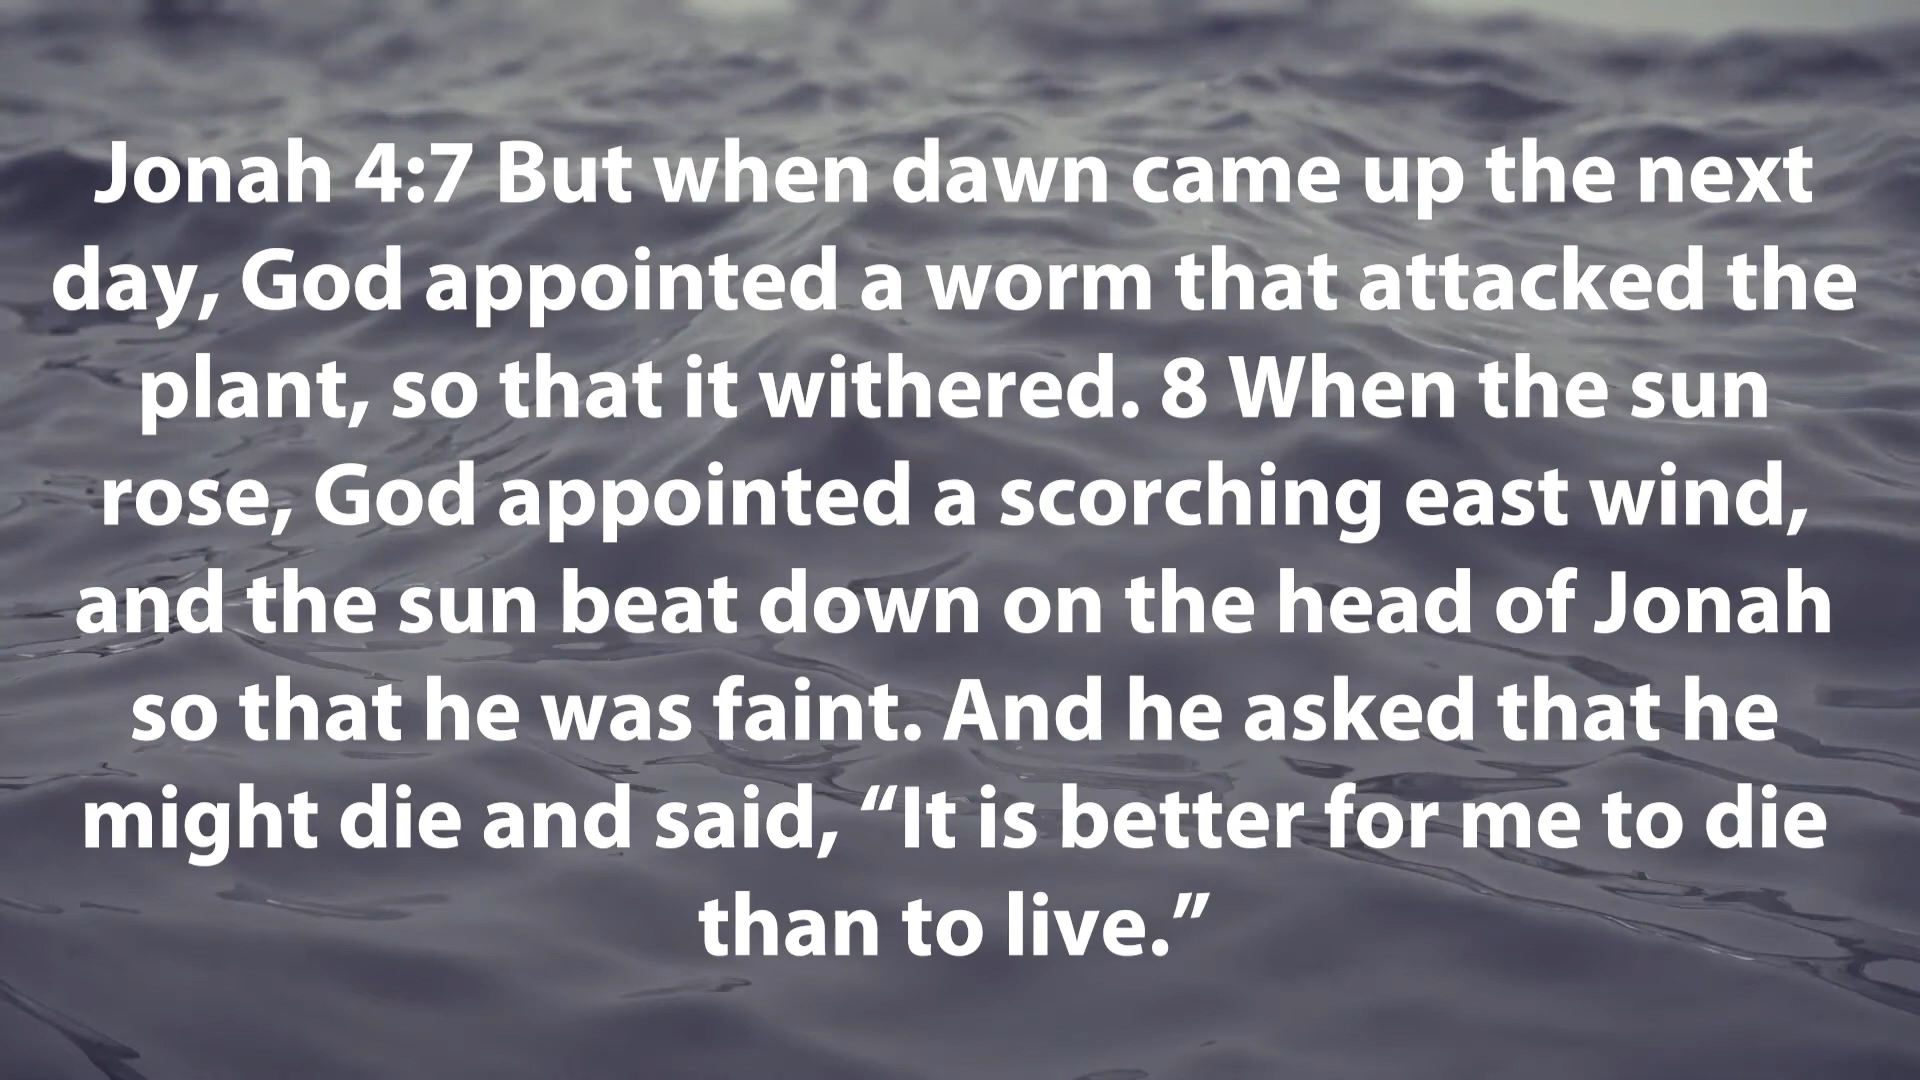 Jonah 4:7 But when dawn came up the next
day, God appointed a worm that attacked the
plant, so that it withered. 8 When the sun
rose, God appointed a scorching east wind,
and the sun beat down on the head of Jonah
so that he was faint. And he asked that he
might die and said, “It is better for me to die
than to live.”